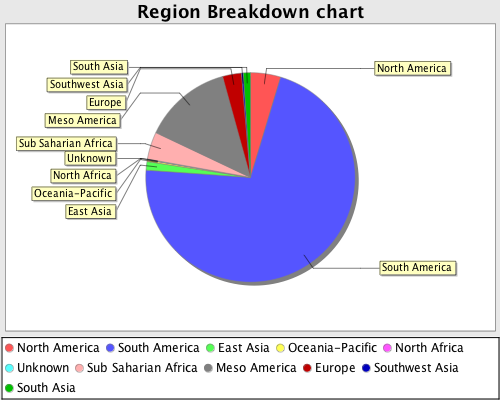 Region Breakdown chart
South Asia
North America
Southwest Asia
Europe
Meso America
Sub Saharian Africa
Unknown
North Africa
Oceania-Pacific
East Asia
South America
North America South America East Asia Oceania-Pacific North Africa
Unknown Sub Saharian Africa Meso America Europe Southwest Asia
South Asia